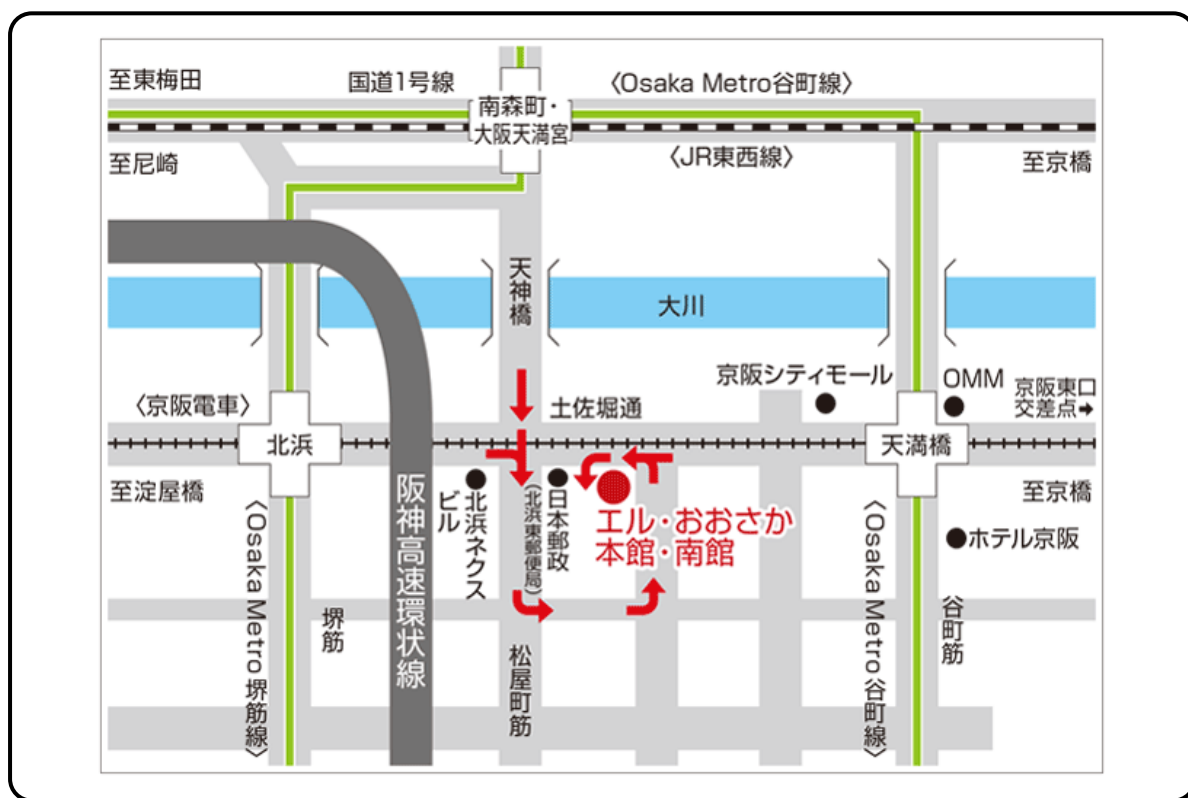 至東梅田
国道1号線
〈Osaka Metro谷町線〉
南森町・
大阪天満宮
至尼崎
〈JR東西線〉
至京橋
天神橋
大川
京阪シティモール
OMM
京阪東口
交差点➡
〈京阪電車〉
土佐堀通
北浜
天満橋
至淀屋橋
至京橋
阪神高速環状線
北浜ネクス
ビル
日本郵政
(北浜東郵便局)
エル・おおさか
本館・南館
ホテル京阪
〈Osaka Metro 堺筋線〉
堺筋
松屋町筋
〈Osaka Metro 谷町線〉
谷町筋